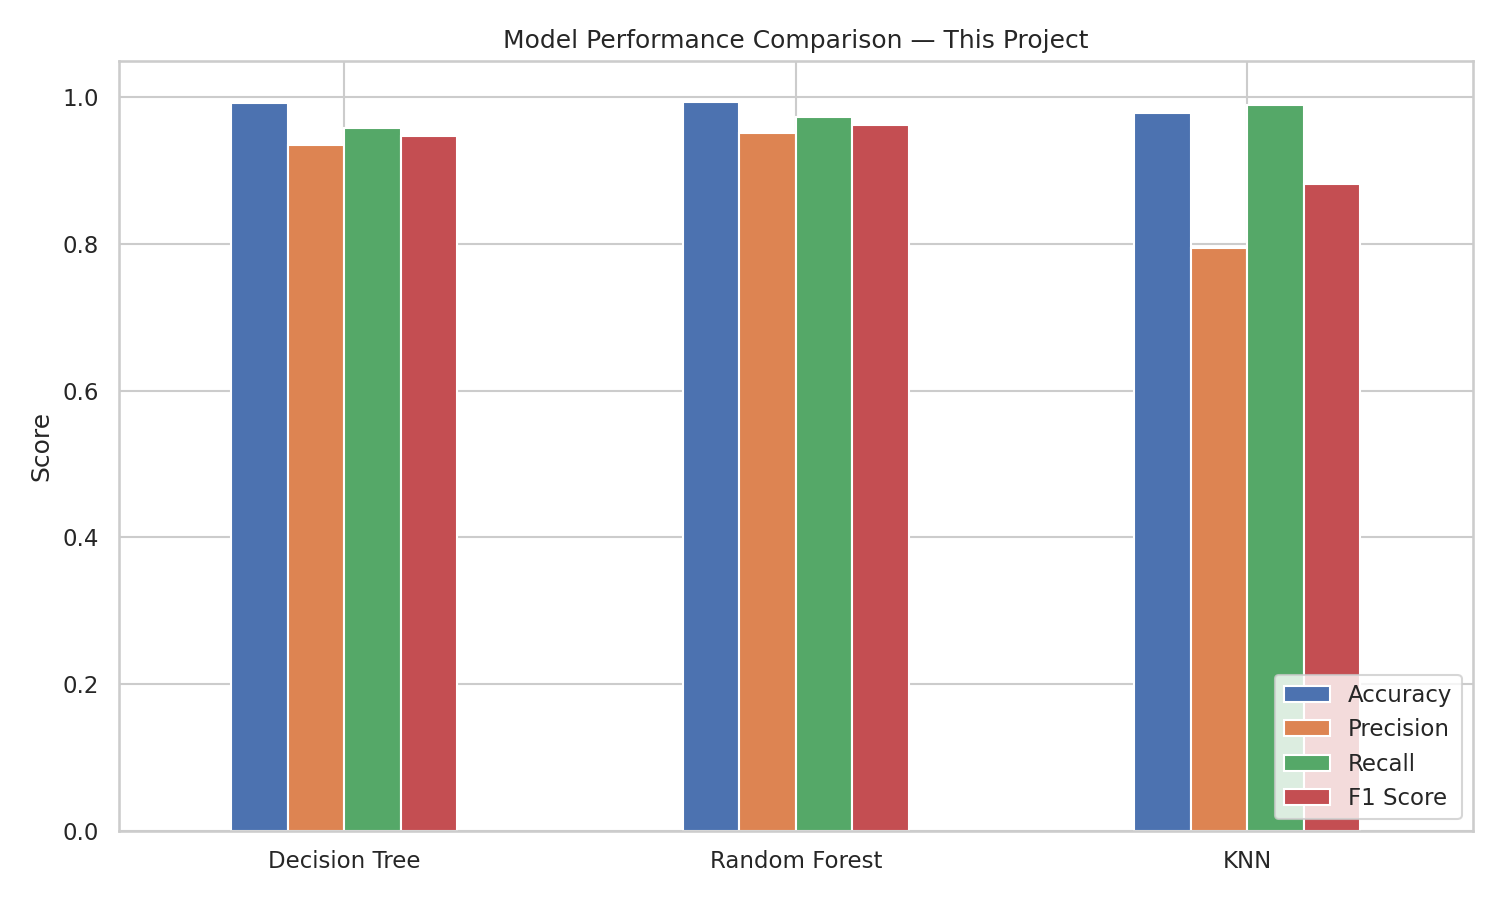 Model Performance Comparison — This Project
Score
1.0
0.8
0.6
0.4
0.2
0.0
Decision Tree
Random Forest
KNN
Accuracy
Precision
Recall
F1 Score